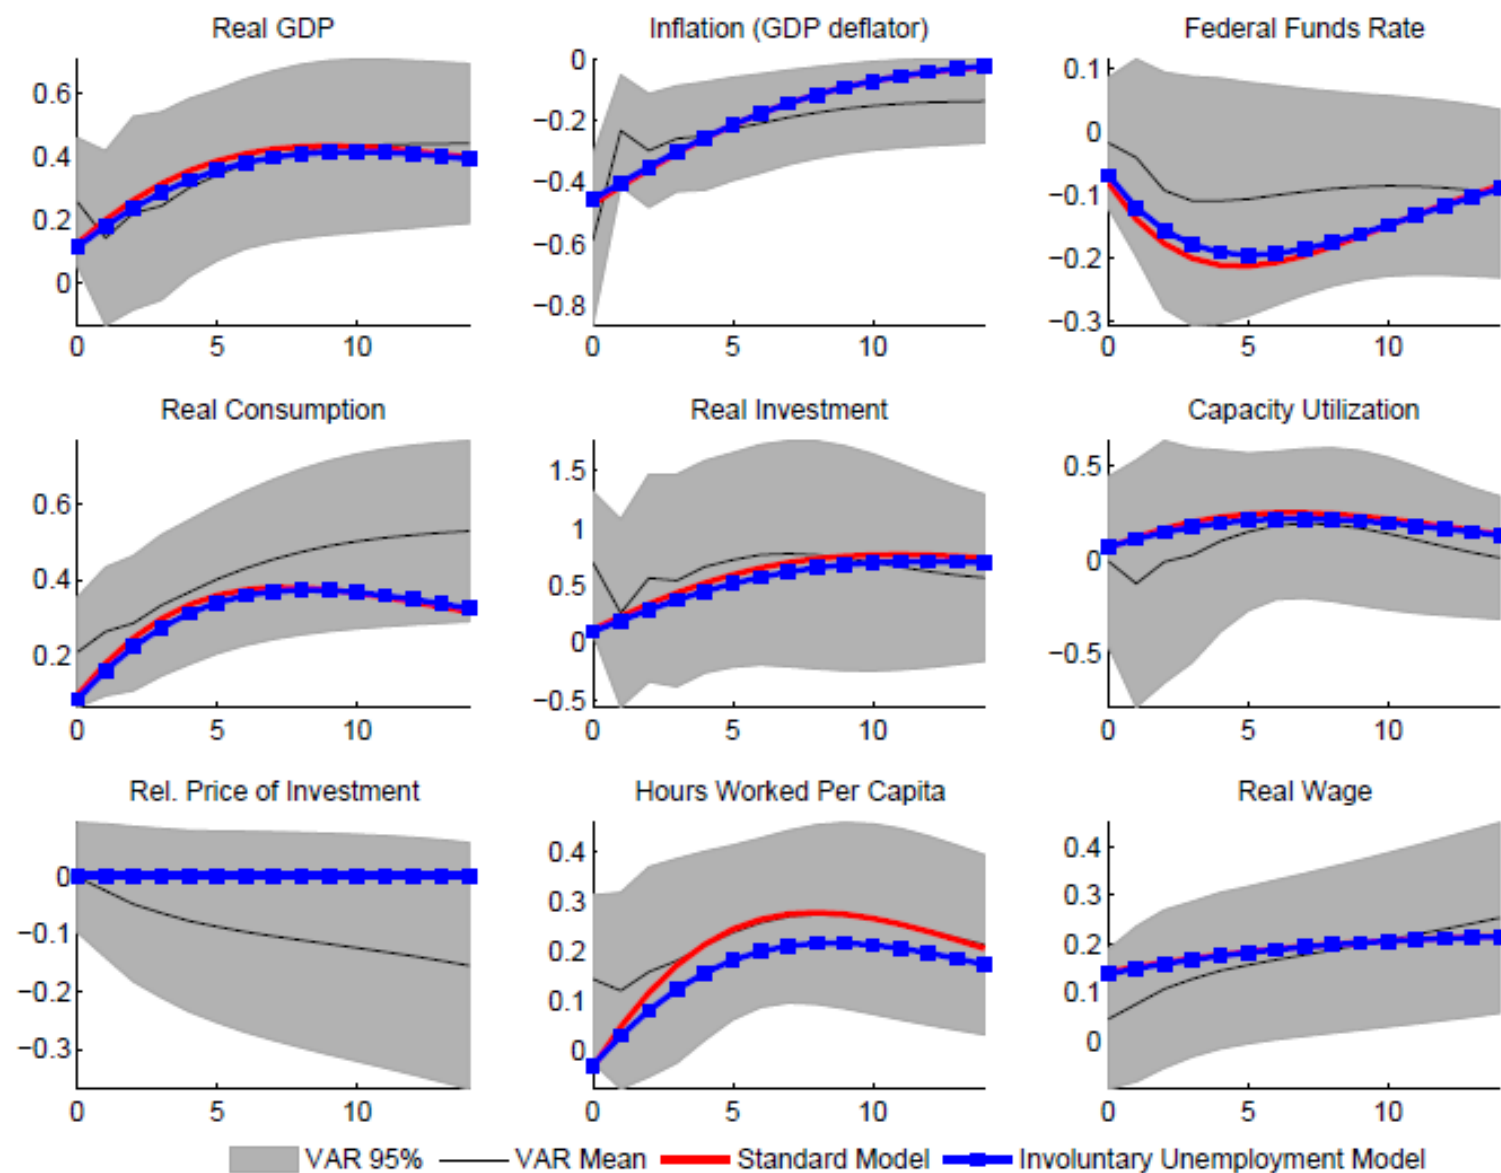 Real GDP
0.6
0.4
0.2
0
0 5 10
Inflation (GDP deflator)
0
−0.2
−0.4
−0.6
−0.8
0 5 10
Federal Funds Rate
0.1
0
−0.1
−0.2
−0.3
0 5 10
Real Consumption
0.6
0.4
0.2
0 5 10
Real Investment
1.5
1
0.5
0
−0.5
0 5 10
Capacity Utilization
0.5
0
−0.5
0 5 10
Rel. Price of Investment
0
−0.1
−0.2
−0.3
0 5 10
Hours Worked Per Capita
0.4
0.3
0.2
0.1
0
0 5 10
Real Wage
0.4
0.3
0.2
0.1
0
0 5 10
VAR 95% VAR Mean Standard Model Involuntary Unemployment Model